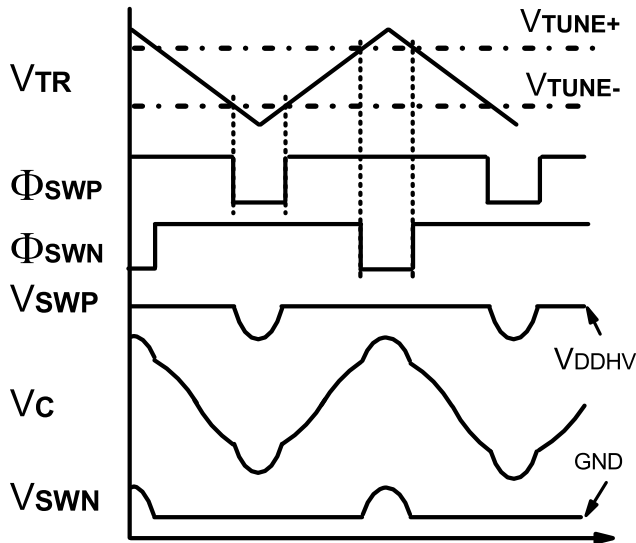 VTUNE+
VTR
VTUNE-
ΦSWP
ΦSWN
VSWP
VDDHV
VC
GND
VSWN